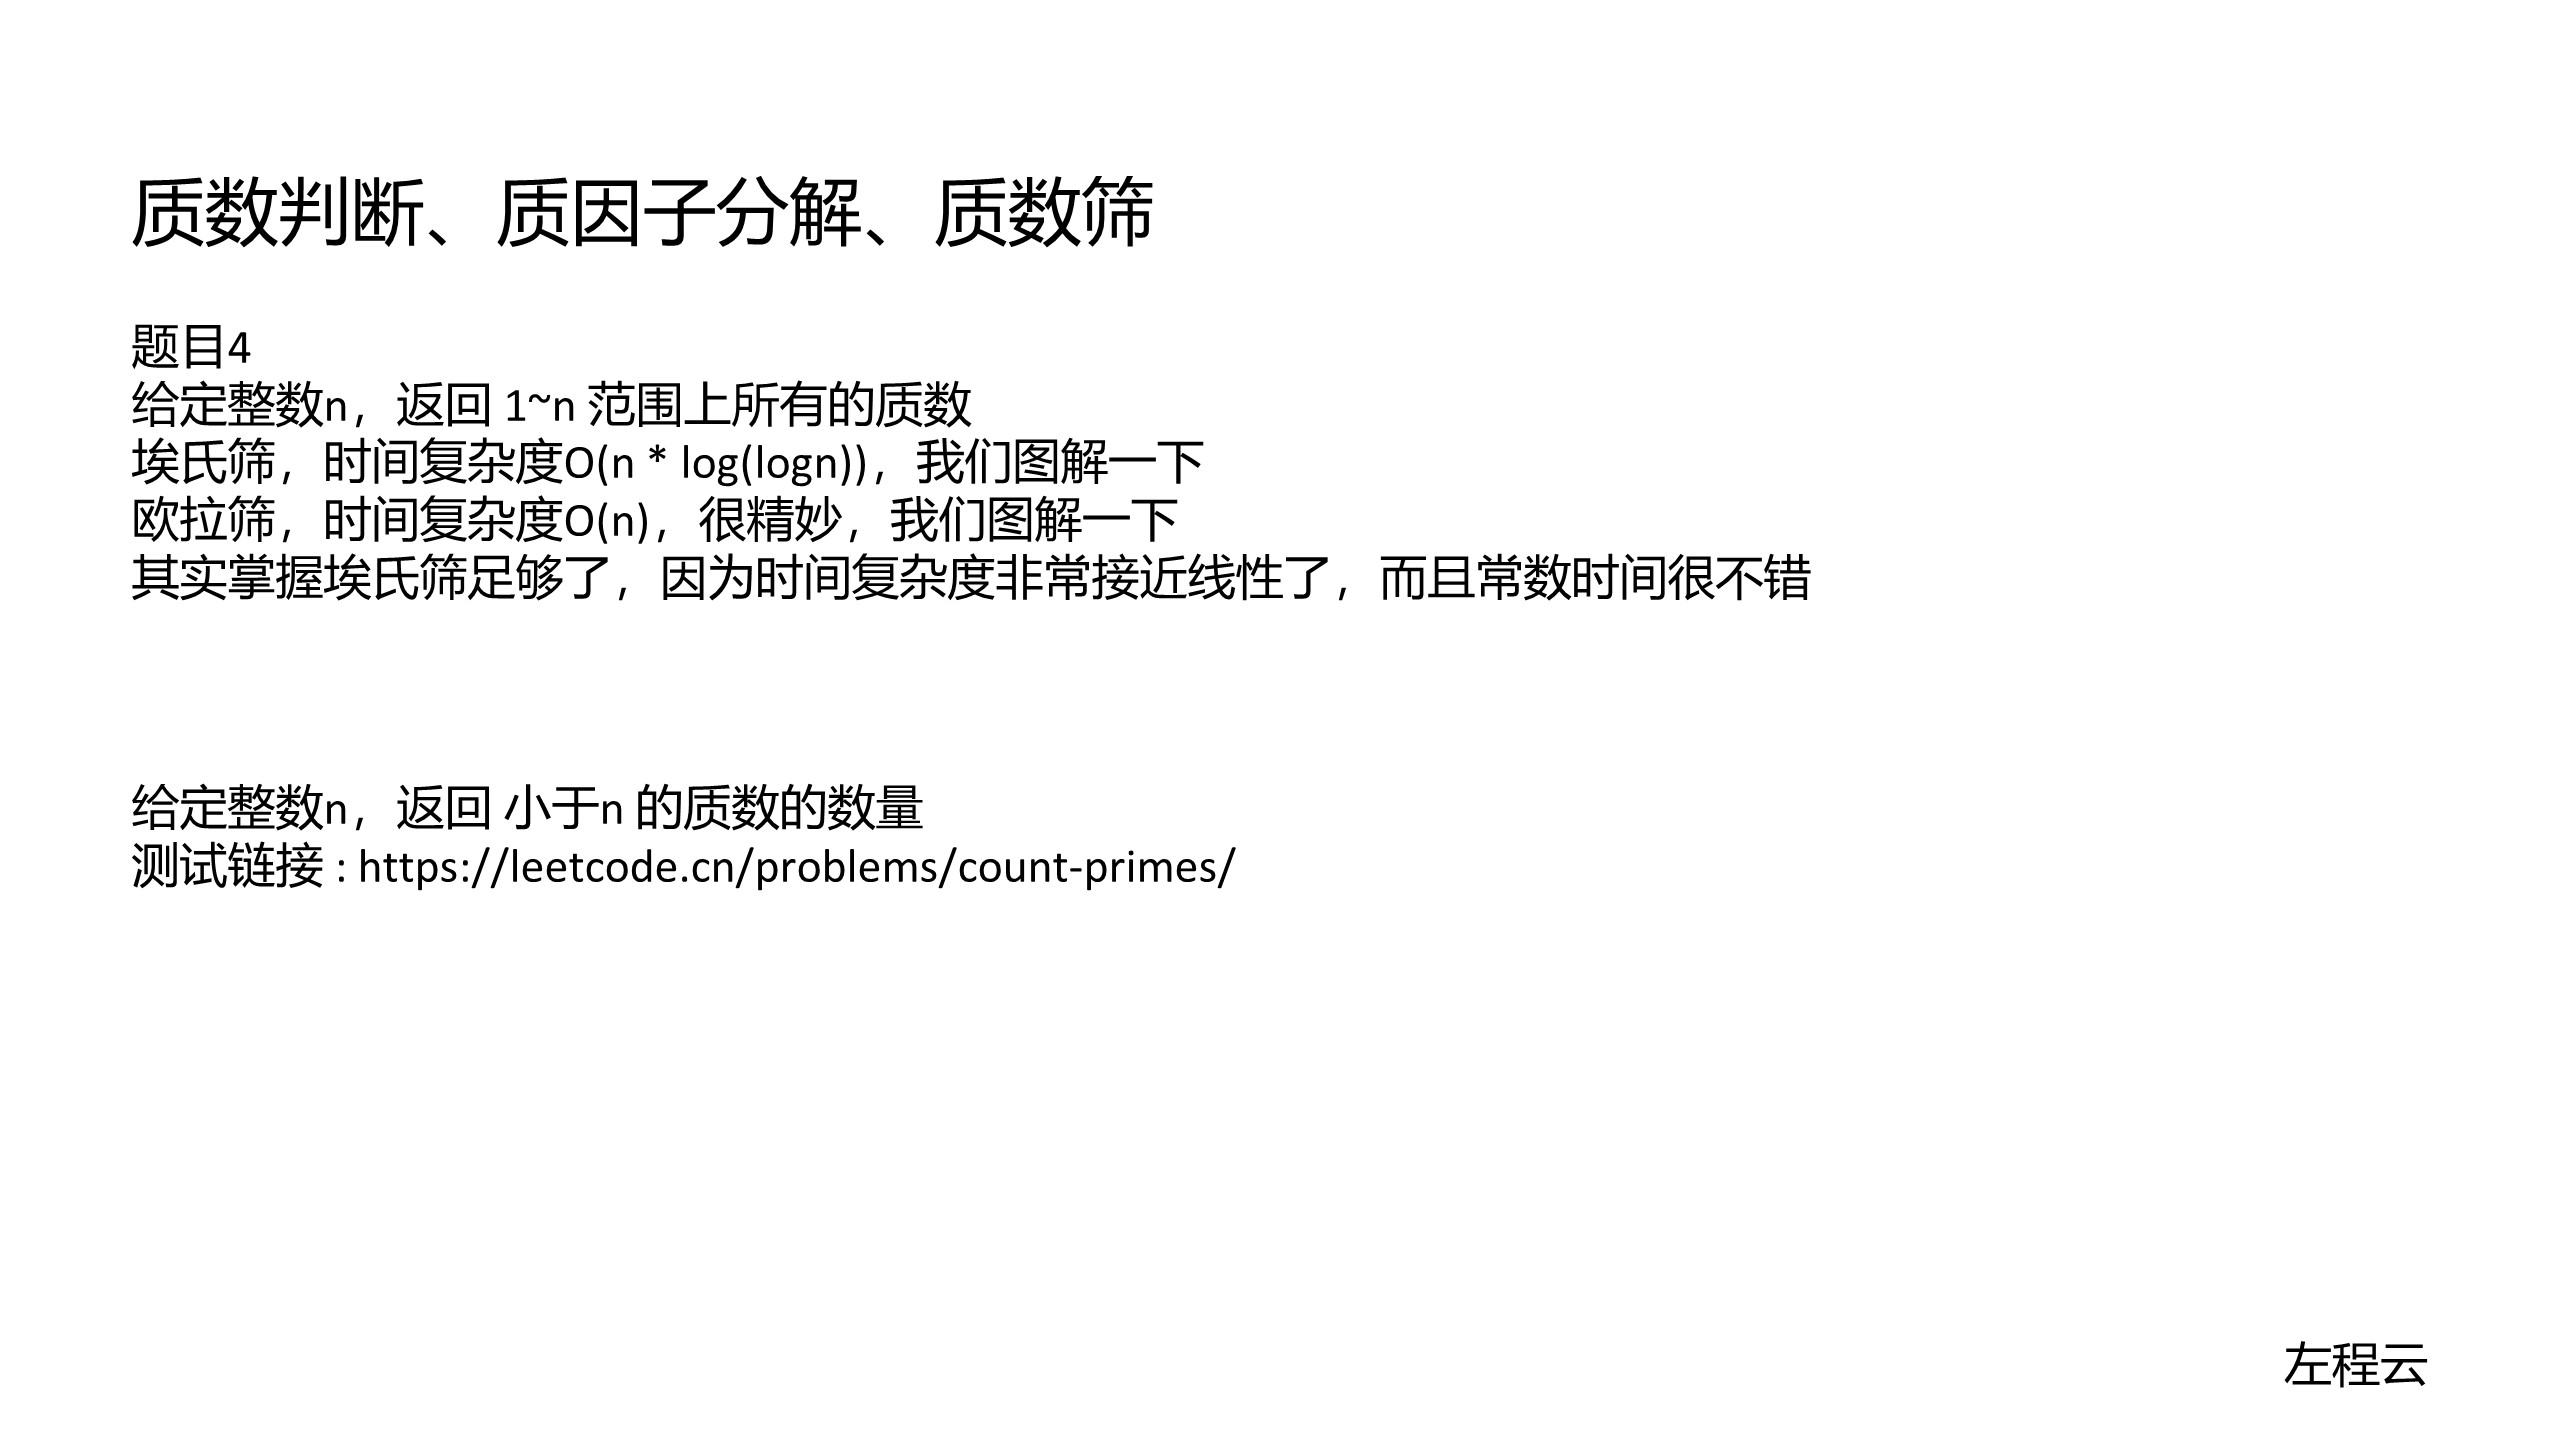 质数判断、质因子分解、质数筛
题目4
给定整数n，返回 1~n 范围上所有的质数
埃氏筛，时间复杂度O(n * log(logn))，我们图解一下
欧拉筛，时间复杂度O(n)，很精妙，我们图解一下
其实掌握埃氏筛足够了，因为时间复杂度非常接近线性了，而且常数时间很不错
给定整数n，返回 小于n 的质数的数量
测试链接 : https://leetcode.cn/problems/count-primes/
左程云